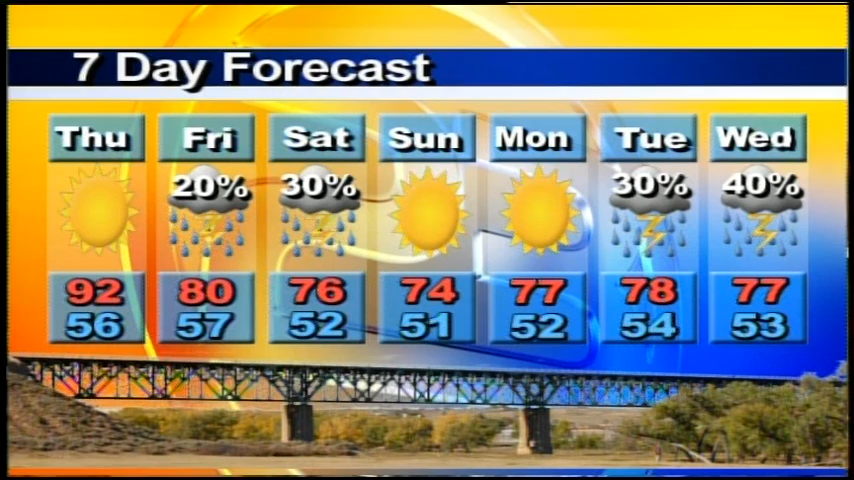 7 Day Forecast
Thu Fri Sat Sun Mon Tue Wed
20% 30% 30% 40%
92 80 76 74 77 78 77
56 57 52 51 52 54 53